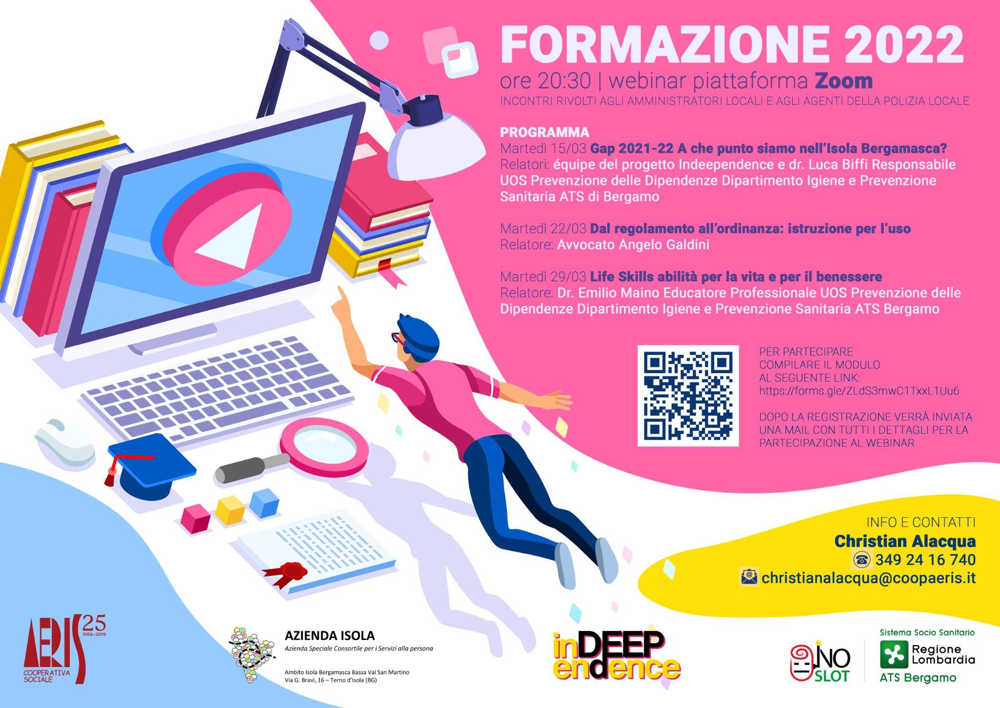 FORMAZIONE 2022
ore 20:30 | webinar piattaforma Zoom
INCONTRI RIVOLTI AGLI AMMINISTRATORI LOCALI E AGLI AGENTI DELLA POLIZIA LOCALE
PROGRAMMA
Martedì 15/03 Gap 2021-22 A che punto siamo nell'Isola Bergamasca?
Relatori: équipe del progetto Indeependence e dr. Luca Biffi Responsabile
UOS Prevenzione delle Dipendenze Dipartimento Igiene e Prevenzione
Sanitaria ATS di Bergamo
Martedì 22/03 Dal regolamento all'ordinanza: istruzione per l'uso
Relatore: Avvocato Angelo Galdini
Martedì 29/03 Life Skills abilità per la vita e per il benessere
Relatore: Dr. Emilio Maino Educatore Professionale UOS Prevenzione delle
Dipendenze Dipartimento Igiene e Prevenzione Sanitaria ATS Bergamo
PER PARTECIPARE
COMPILARE IL MODULO
AL SEGUENTE LINK:
https://forms.gle/ZLdS3mwC1TxxL1Uu6
DOPO LA REGISTRAZIONE VERRÀ INVIATA
UNA MAIL CON TUTTI I DETTAGLI PER LA
PARTECIPAZIONE AL WEBINAR
INFO E CONTATTI
Christian Alacqua
349 24 16 740
@ christianalacqua@coopaeris.it
AERIS 25
1994~2019
COOPERATIVA
SOCIALE
AZIENDA ISOLA
Azienda Speciale Consortile per i Servizi alla persona
Ambito Isola Bergamasca Bassa Val San Martino
Via G. Bravi, 16 – Terno d'Isola (BG)
inDEEP
endence
NO
SLOT
Sistema Socio Sanitario
Regione
Lombardia
ATS Bergamo